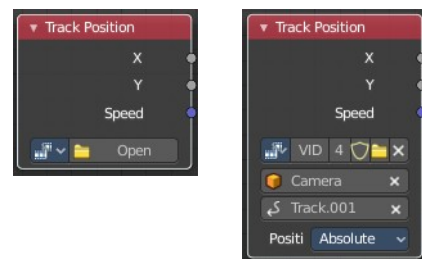 Track Position
X
Y
Speed
Open
Track Position
X
Y
Speed
VID 4
Camera
Track.001
Positi Absolute